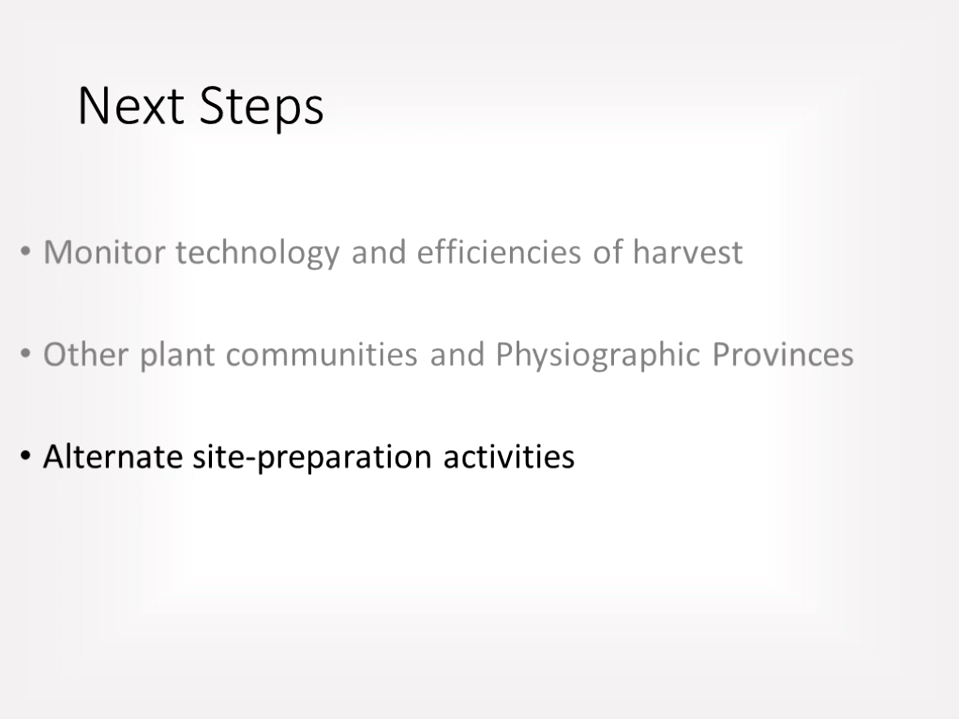 Next Steps
• Monitor technology and efficiencies of harvest
• Other plant communities and Physiographic Provinces
• Alternate site-preparation activities